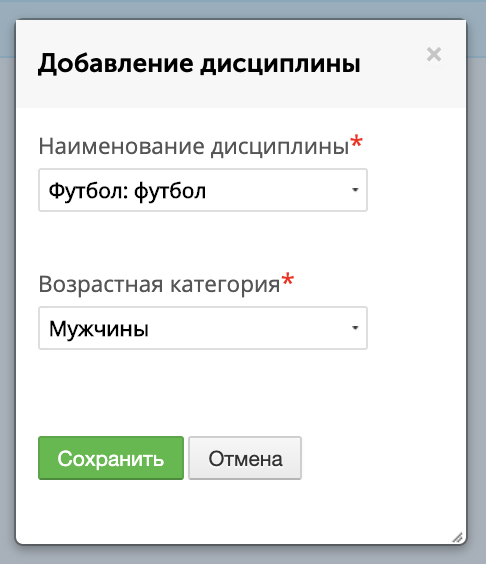 Добавление дисциплины
×
Наименование дисциплины*
Футбол: футбол
Возрастная категория*
Мужчины
Сохранить Отмена